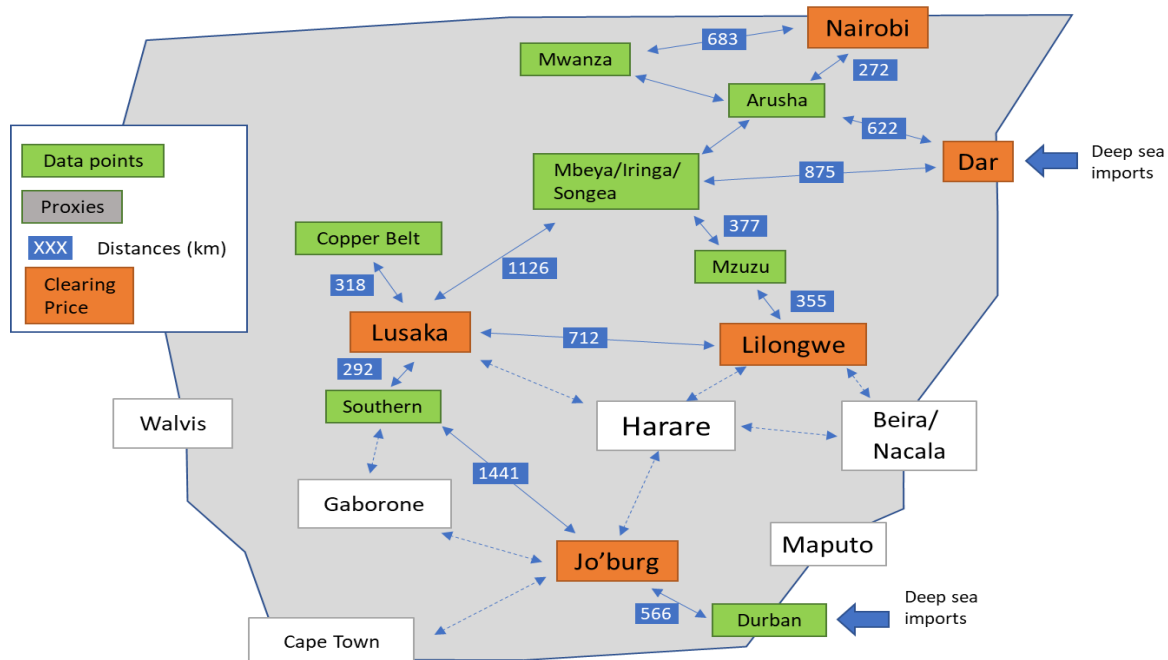 Nairobi
683
Mwanza
272
Arusha
622
Data points
Proxies
XXX Distances (km)
Clearing
Price
Mbeya/Iringa/
Songea
875
Dar
Deep sea
imports
377
Copper Belt
1126
Mzuzu
318
355
Lusaka
712
Lilongwe
292
Southern
Walvis
Harare
Beira/
Nacala
1441
Gaborone
Jo’burg
Maputo
566
Durban
Deep sea
imports
Cape Town